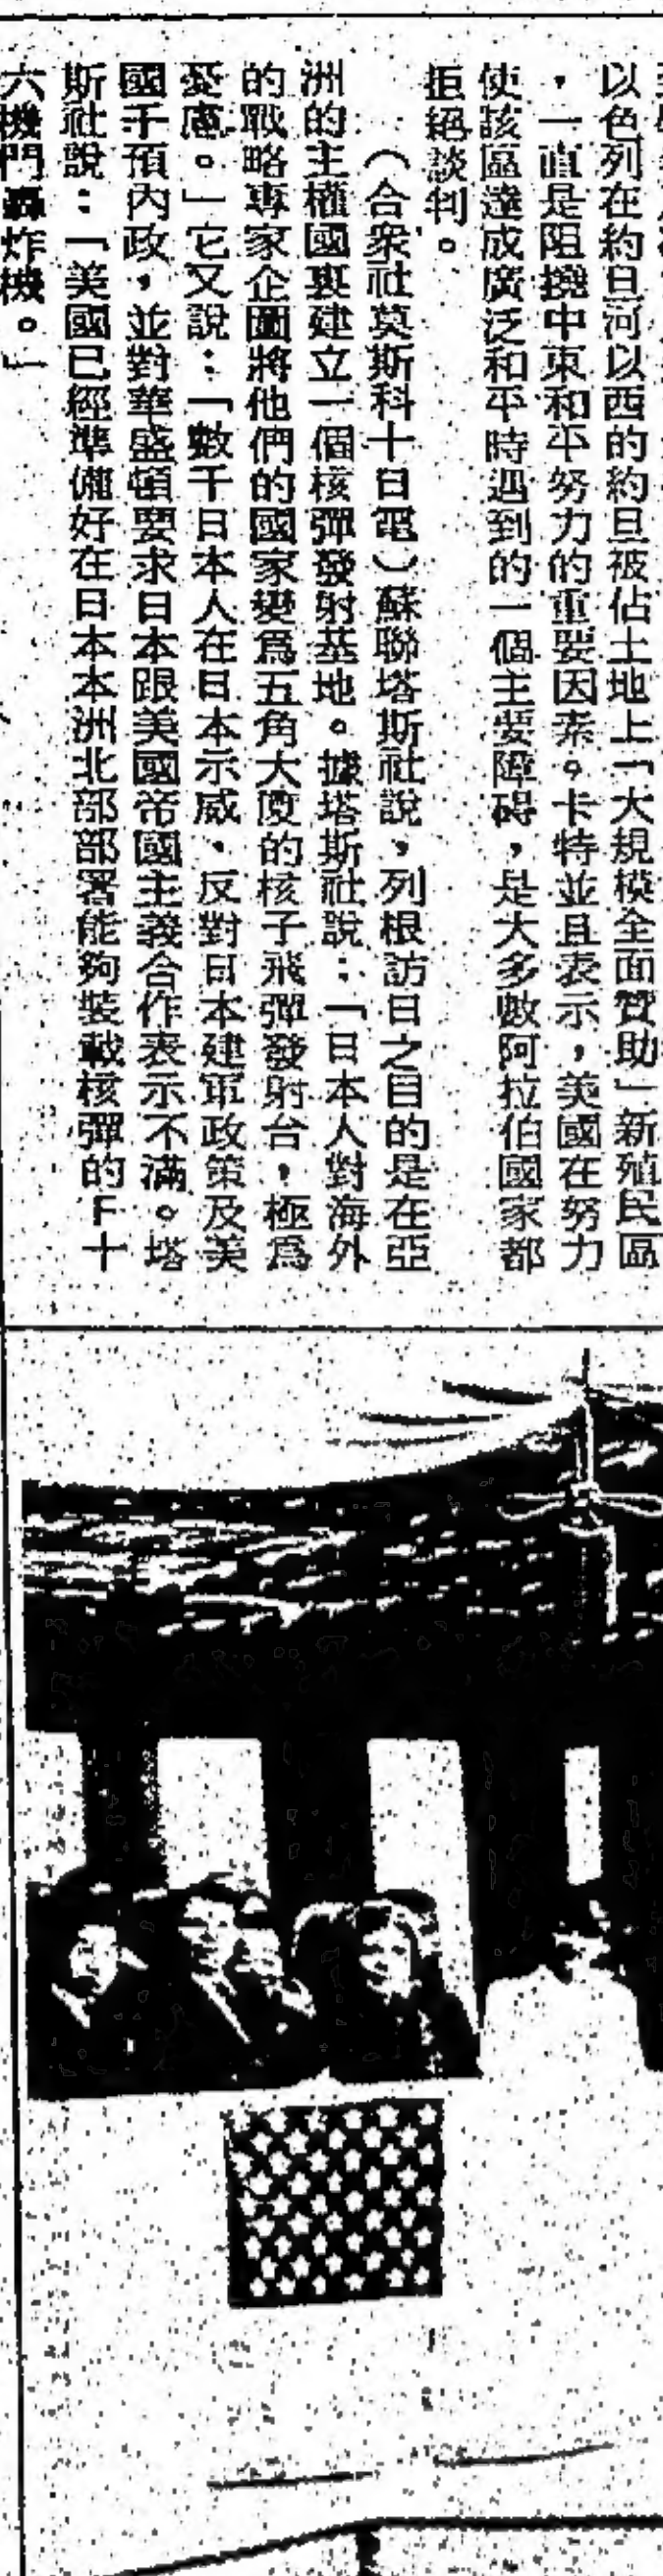 以色列在約旦河以西的約旦被佔土地上「大規模全面贊助」新殖民區
，一直是阻撓中東和平努力的重要因素。卡特並且表示，美國在努力
使該區達成廣泛和平時遇到的一個主要障碍，是大多數阿拉伯國家都
拒絕談判。
（合衆社莫斯科十日電）蘇聯塔斯社說，列根訪日之目的是在亞
洲的主權國裏建立一個核彈發射基地。據塔斯社說：「日本人對海外
的戰略專家企圖將他們的國家變爲五角大廈的核子飛彈發射台，極爲
憂慮。」它又說：「數千日本人在日本示威，反對日本建軍政策及美
國干預内政，並對華盛頓要求日本跟美國帝國主義合作表示不滿。塔
斯社說：「美國已經準備好在日本本洲北部部署能夠裝載核彈的F十
六機鬥轟炸機。」